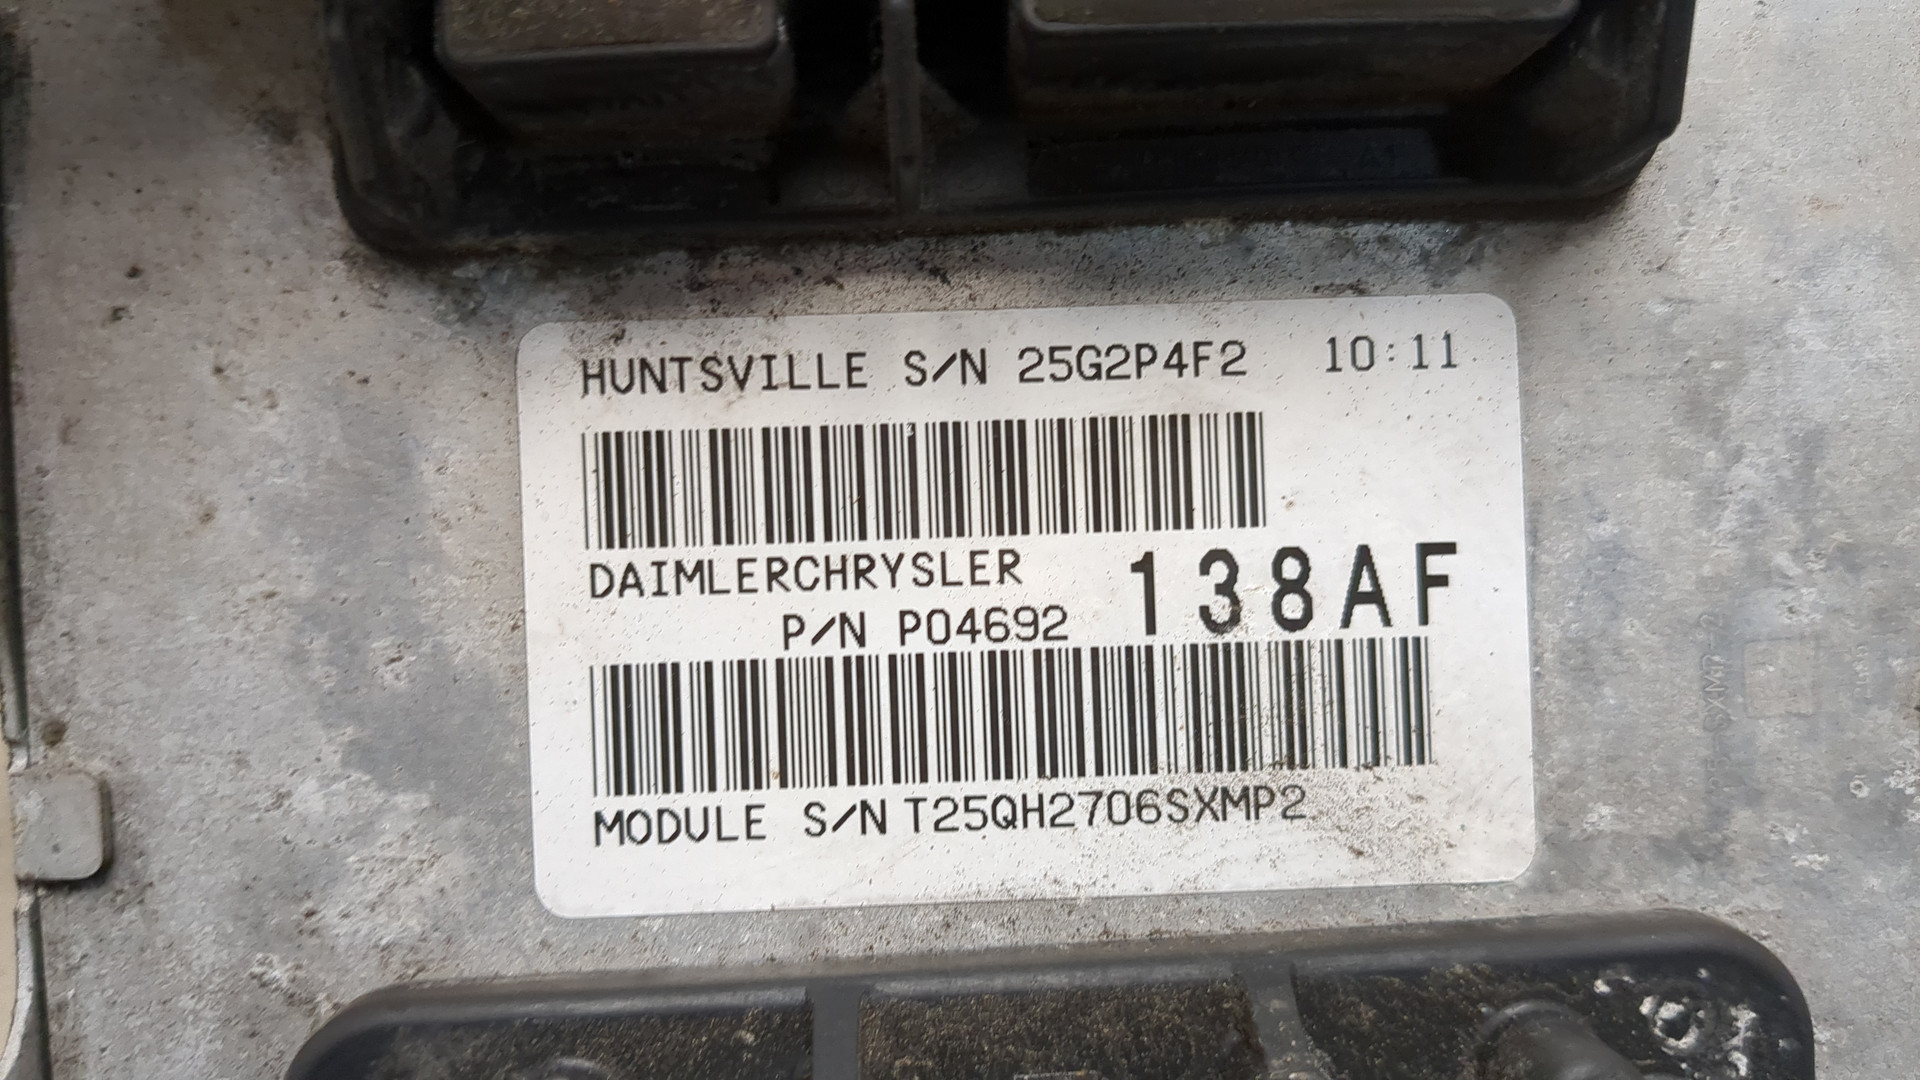 HUNTSVILLE S/N 25G2P4F2 10:11
DAIMLERCHRYSLER
P/N P04692 138AF
MODULE S/N T25QH2706SXMP2